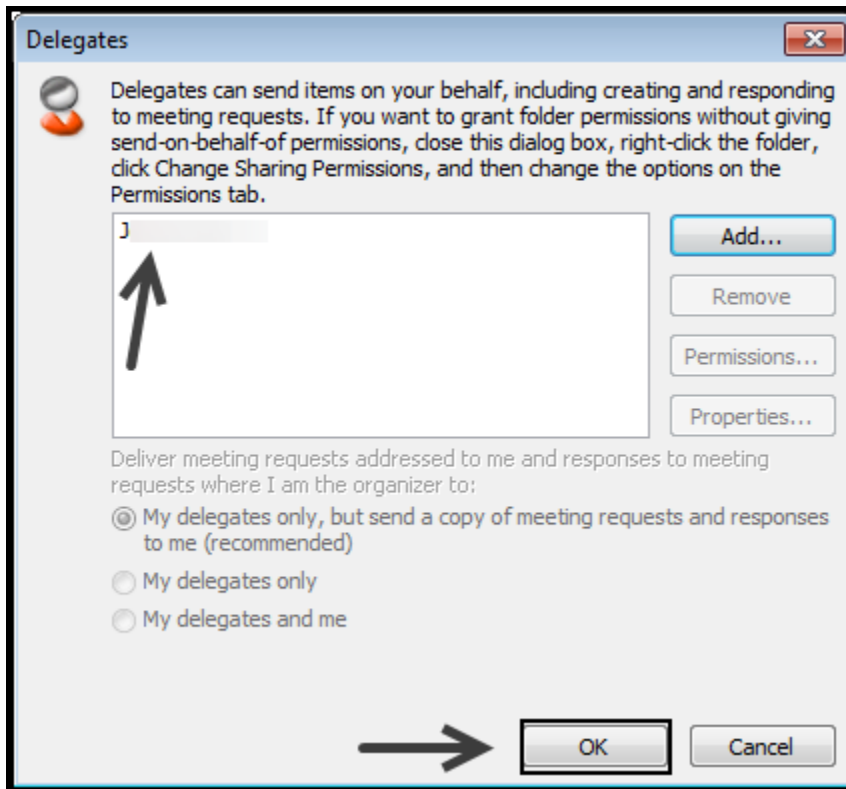 Delegates
Delegates can send items on your behalf, including creating and responding
to meeting requests. If you want to grant folder permissions without giving
send-on-behalf-of permissions, close this dialog box, right-click the folder,
click Change Sharing Permissions, and then change the options on the
Permissions tab.
J
Add...
Remove
Permissions...
Properties...
Deliver meeting requests addressed to me and responses to meeting
requests where I am the organizer to:
My delegates only, but send a copy of meeting requests and responses
to me (recommended)
My delegates only
My delegates and me
OK
Cancel